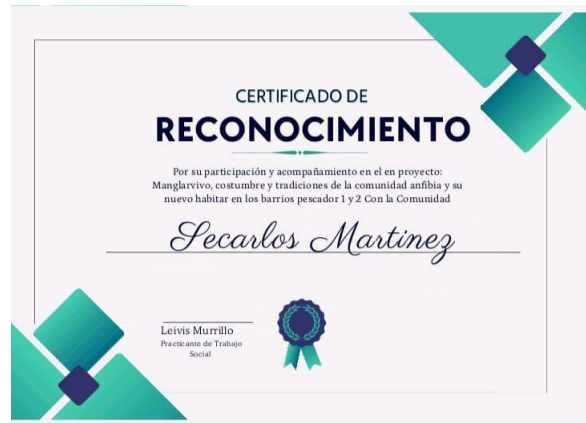 CERTIFICADO DE
RECONOCIMIENTO
Por su participación y acompañamiento en el en proyecto:
Manglarvivo, costumbre y tradiciones de la comunidad anfibia y su
nuevo habitar en los barrios pescador 1 y 2 Con la Comunidad
Secarlos Martinez
Leivis Murrillo
Practicante de Trabajo
Social